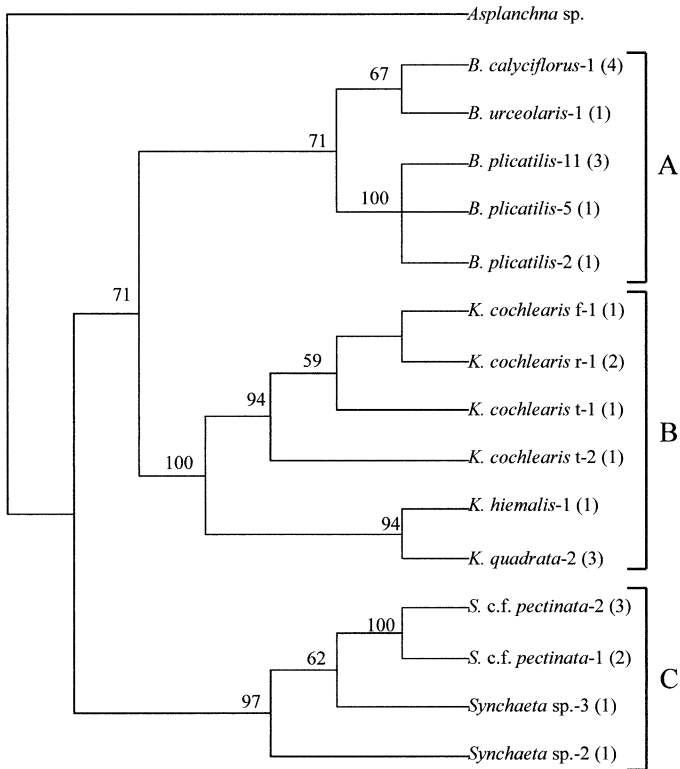 Asplanchna sp.
B. calyciflorus-1 (4)
67
B. urceolaris-1 (1)
71
B. plicatilis-11 (3)
A
100
B. plicatilis-5 (1)
B. plicatilis-2 (1)
71
K. cochlearis f-1 (1)
59
K. cochlearis r-1 (2)
94
K. cochlearis t-1 (1)
B
100
K. cochlearis t-2 (1)
K. hiemalis-1 (1)
94
K. quadrata-2 (3)
S. c.f. pectinata-2 (3)
100
S. c.f. pectinata-1 (2)
62
C
97
Synchaeta sp.-3 (1)
Synchaeta sp.-2 (1)